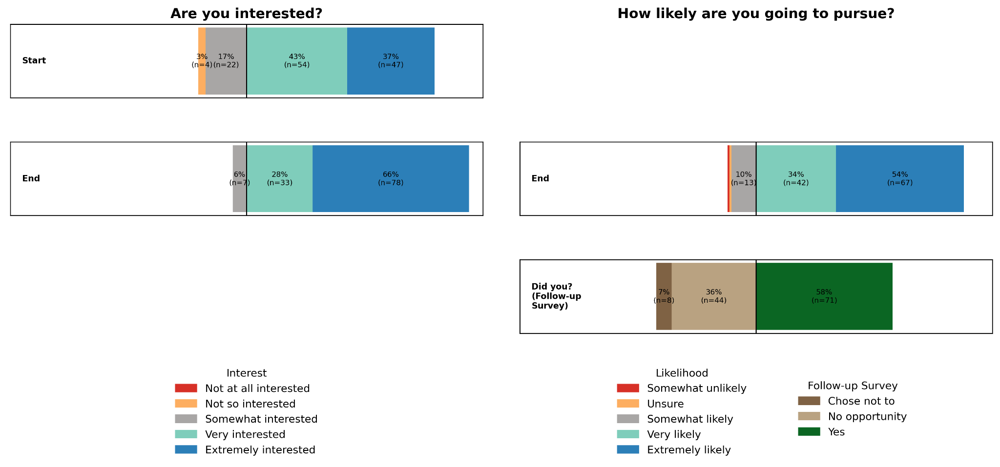 Are you interested?
How likely are you going to pursue?
Start
3%
(n=4)
17%
(n=22)
43%
(n=54)
37%
(n=47)
End
6%
(n=7)
28%
(n=33)
66%
(n=78)
End
10%
(n=13)
34%
(n=42)
54%
(n=67)
Did you?
(Follow-up
Survey)
7%
(n=8)
36%
(n=44)
58%
(n=71)
Interest
Not at all interested
Not so interested
Somewhat interested
Very interested
Extremely interested
Likelihood
Somewhat unlikely
Unsure
Somewhat likely
Very likely
Extremely likely
Follow-up Survey
Chose not to
No opportunity
Yes